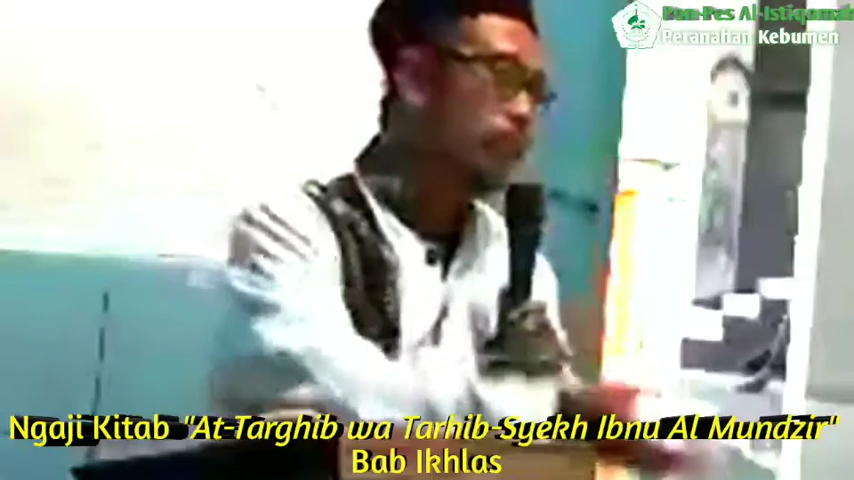 Pon-Pes Al-Istiqomah
Peranahan Kebumen
Ngaji Kitab "At-Targhib wa Tarhib-Syekh Ibnu Al Mundzir"
Bab Ikhlas